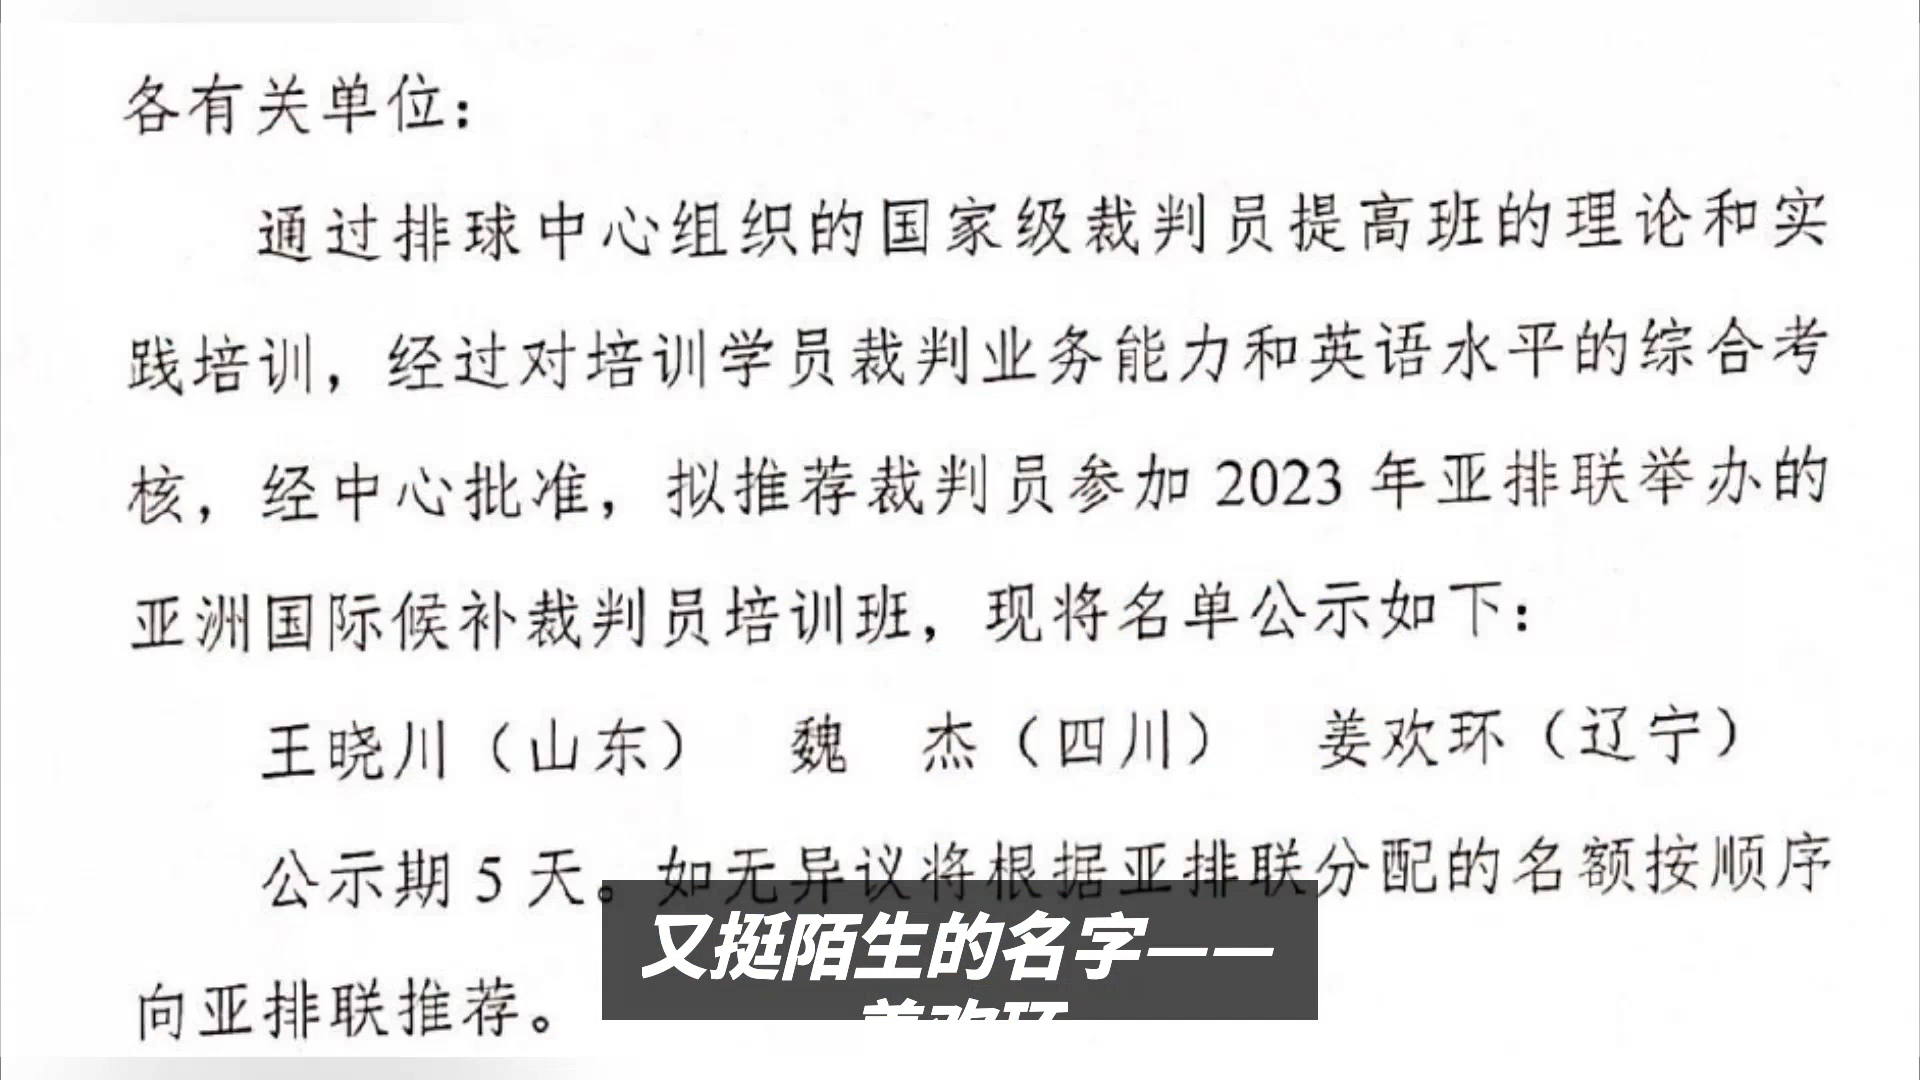 各有关单位：
通过排球中心组织的国家级裁判员提高班的理论和实
践培训，经过对培训学员裁判业务能力和英语水平的综合考
核，经中心批准，拟推荐裁判员参加 2023 年亚排联举办的
亚洲国际候补裁判员培训班，现将名单公示如下：
王晓川（山东） 魏 杰（四川） 姜欢环（辽宁）
公示期 5 天。如无异议将根据亚排联分配的名额按顺序
向亚排联推荐。
又挺陌生的名字——
姜欢环